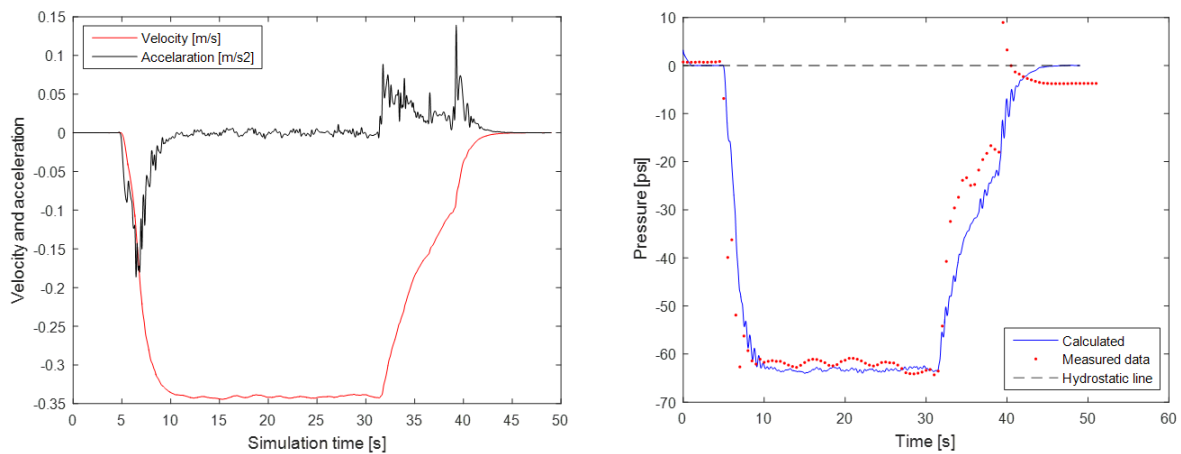 Velocity [m/s]
Accelaration [m/s2]
0.15
0.1
0.05
0
-0.05
-0.1
-0.15
-0.2
-0.25
-0.3
-0.35
Velocity and acceleration
0 5 10 15 20 25 30 35 40 45 50
Simulation time [s]
10
0
-10
-20
-30
-40
-50
-60
-70
Pressure [psi]
Calculated
Measured data
Hydrostatic line
0 10 20 30 40 50 60
Time [s]